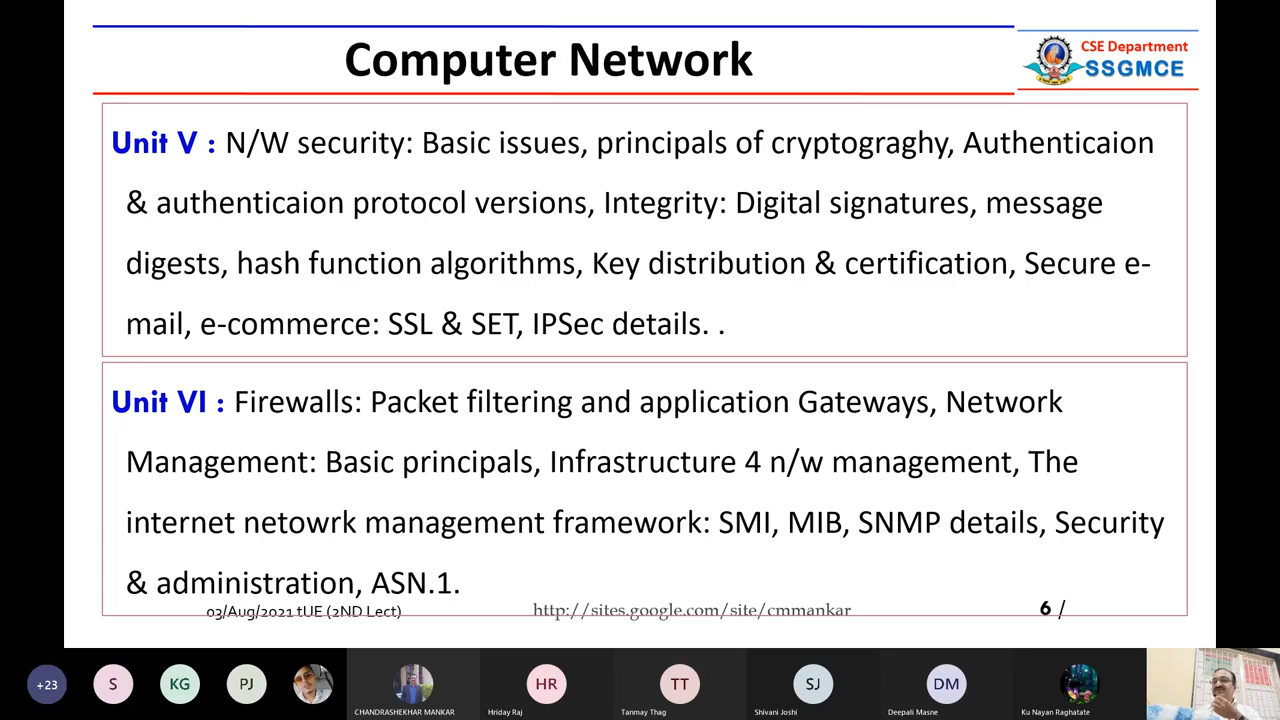 Computer Network
CSE Department
SSGMCE
Unit V : N/W security: Basic issues, principals of cryptograghy, Authenticaion
& authenticaion protocol versions, Integrity: Digital signatures, message
digests, hash function algorithms, Key distribution & certification, Secure e-
mail, e-commerce: SSL & SET, IPSec details. .
Unit VI : Firewalls: Packet filtering and application Gateways, Network
Management: Basic principals, Infrastructure 4 n/w management, The
internet netowrk management framework: SMI, MIB, SNMP details, Security
& administration, ASN.1.
03/Aug/2021 tUE (2ND Lect)
http://sites.google.com/site/cmmankar
6 /
+23
S
KG
PJ
CHANDRASHEKHAR MANKAR
HR
Hriday Raj
TT
Tanmay Thag
SJ
Shivani Joshi
DM
Deepali Masne
Ku Nayan Raghatate